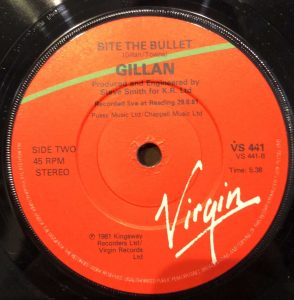 BITE THE BULLET
(Gillan/Towns)
GILLAN
Produced and Engineered by
Steve Smith for K.R. Ltd
Recorded live at Reading 29.8.81
Pussy Music Ltd/Chappell Music Ltd
SIDE TWO
45 RPM
STEREO
VS 441
VS 441-B
Time: 5.38
Virgin
℗ 1981 Kingsway
Recorders Ltd/
Virgin Records
Ltd